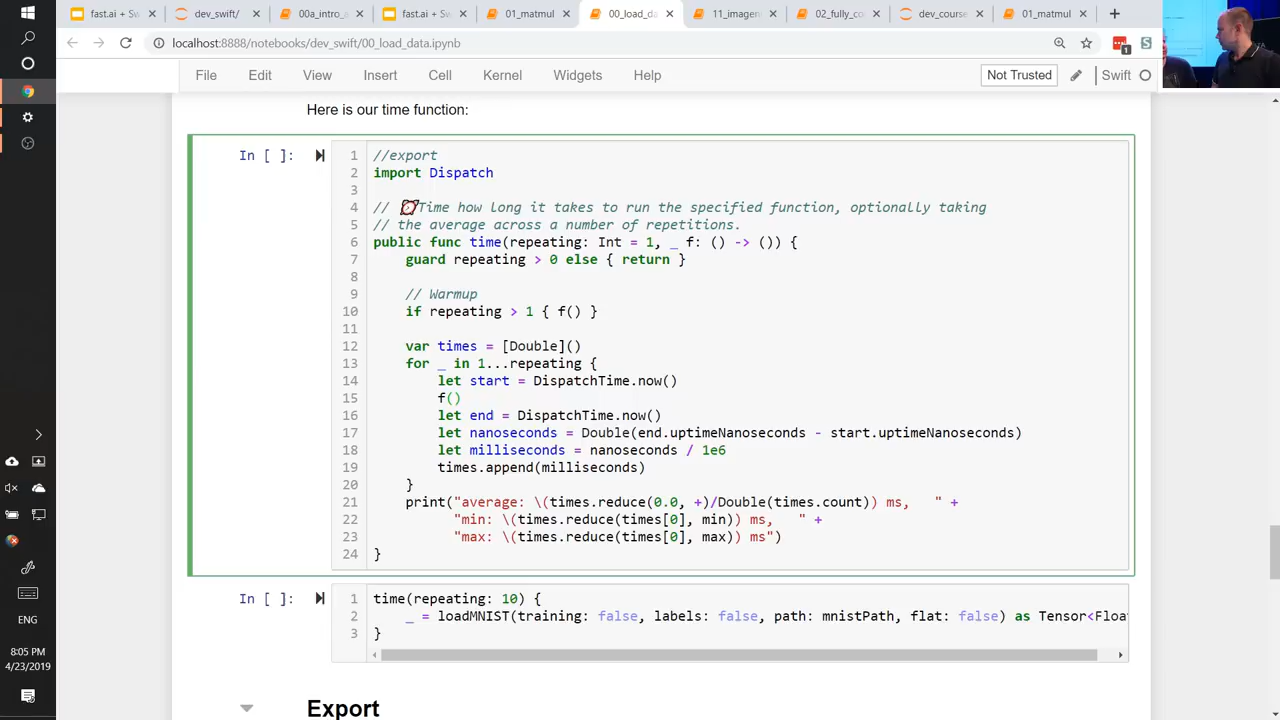 fast.ai + Sw
dev_swift/
00a_intro_a
fast.ai + Sw
01_matmul
00_load_da
11_imagen
02_fully_co
dev_course
01_matmul
localhost:8888/notebooks/dev_swift/00_load_data.ipynb
File Edit View Insert Cell Kernel Widgets Help Not Trusted Swift
Here is our time function:
In [ ]:
1 //export
2 import Dispatch
3
4 // Time how long it takes to run the specified function, optionally taking
5 // the average across a number of repetitions.
6 public func time(repeating: Int = 1, _ f: () -> ()) {
7 guard repeating > 0 else { return }
8
9 // Warmup
10 if repeating > 1 { f() }
11
12 var times = [Double]()
13 for _ in 1...repeating {
14 let start = DispatchTime.now()
15 f()
16 let end = DispatchTime.now()
17 let nanoseconds = Double(end.uptimeNanoseconds - start.uptimeNanoseconds)
18 let milliseconds = nanoseconds / 1e6
19 times.append(milliseconds)
20 }
21 print("average: \(times.reduce(0.0, +)/Double(times.count)) ms,   " +
22 "min: \(times.reduce(times[0], min)) ms,   " +
23 "max: \(times.reduce(times[0], max)) ms")
24 }
In [ ]:
1 time(repeating: 10) {
2 _ = loadMNIST(training: false, labels: false, path: mnistPath, flat: false) as Tensor<Floa
3 }
Export
ENG
8:05 PM
4/23/2019
1
S